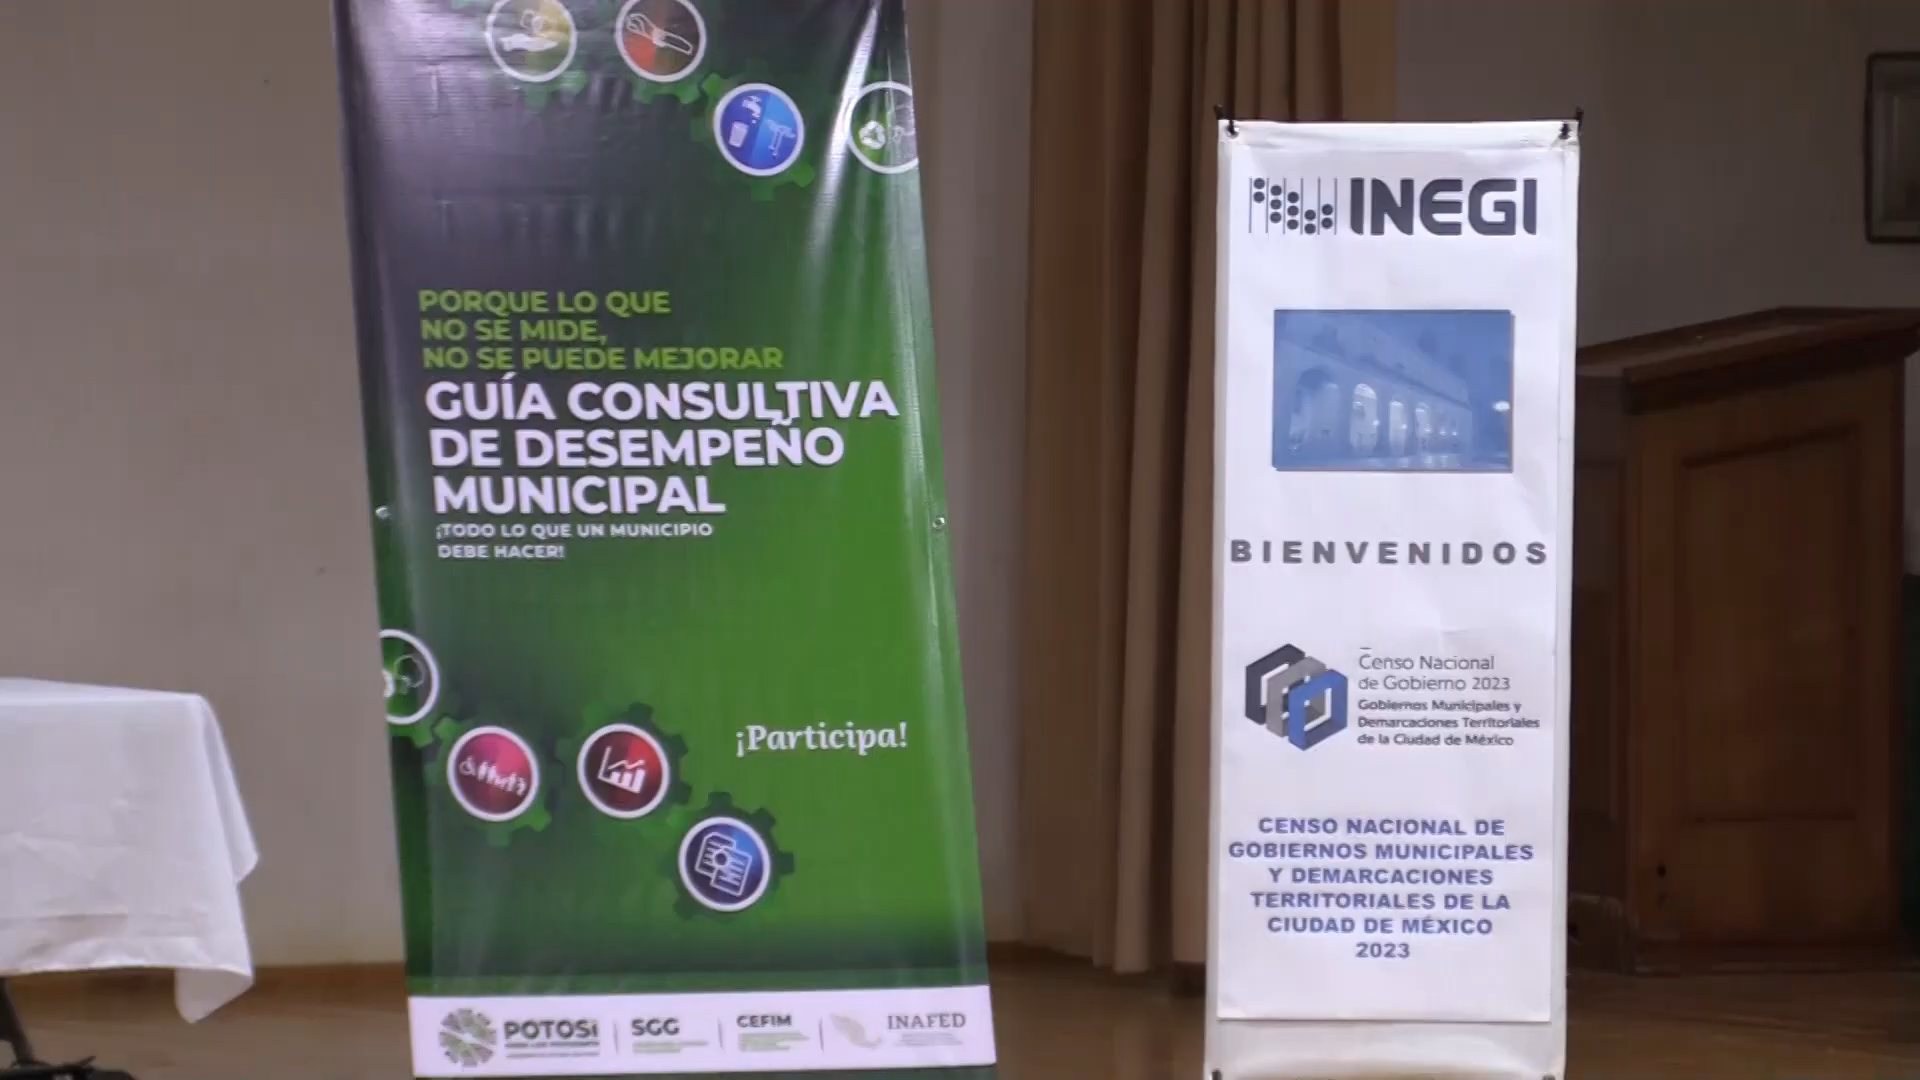 PORQUE LO QUE
NO SE MIDE,
NO SE PUEDE MEJORAR
GUÍA CONSULTIVA
DE DESEMPEÑO
MUNICIPAL
¡TODO LO QUE UN MUNICIPIO
DEBE HACER!
¡Participa!
POTOSÍ
SGG
CEFIM
INAFED
INEGI
BIENVENIDOS
Censo Nacional
de Gobierno 2023
Gobiernos Municipales y
Demarcaciones Territoriales
de la Ciudad de México
CENSO NACIONAL DE
GOBIERNOS MUNICIPALES
Y DEMARCACIONES
TERRITORIALES DE LA
CIUDAD DE MÉXICO
2023